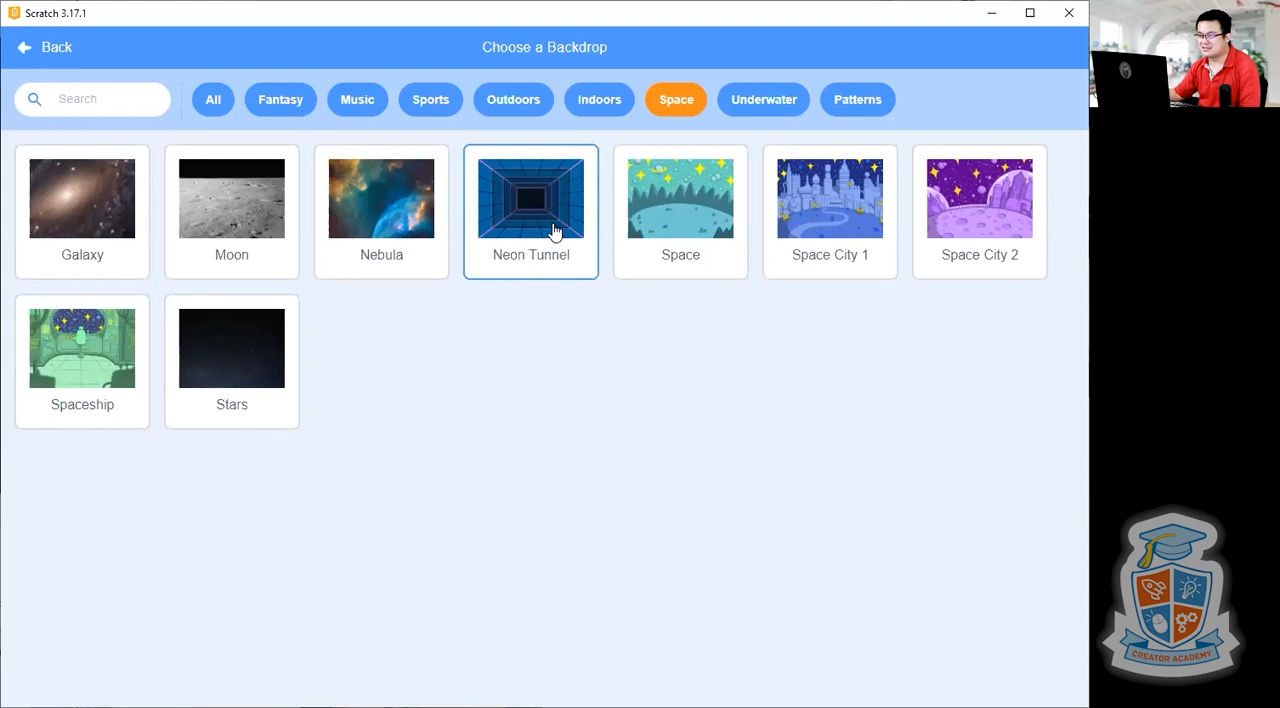 Scratch 3.17.1
Back
Choose a Backdrop
Search
All
Fantasy
Music
Sports
Outdoors
Indoors
Space
Underwater
Patterns
Galaxy
Moon
Nebula
Neon Tunnel
Space
Space City 1
Space City 2
Spaceship
Stars
CREATOR ACADEMY